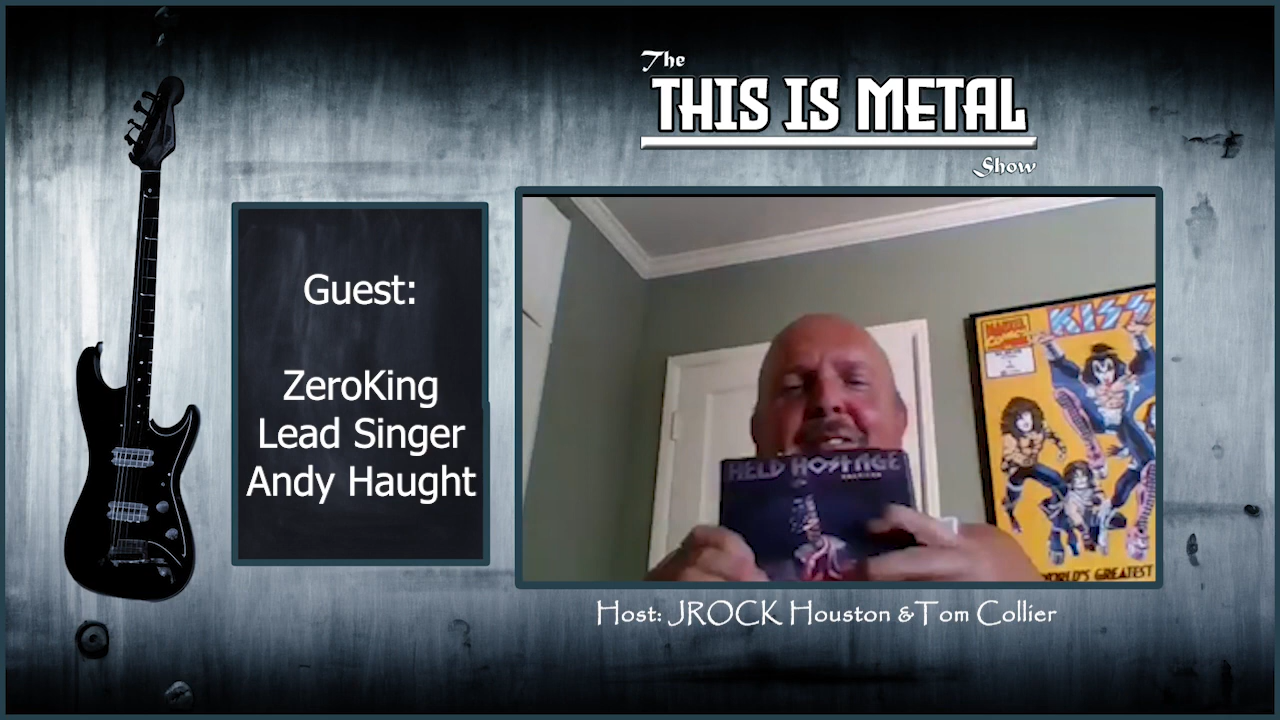 The
THIS IS METAL
Show
Guest:
ZeroKing
Lead Singer
Andy Haught
MARVEL
COMICS
KISS
HELD HOSTAGE
WORLD'S GREATEST
Host: JROCK Houston & Tom Collier